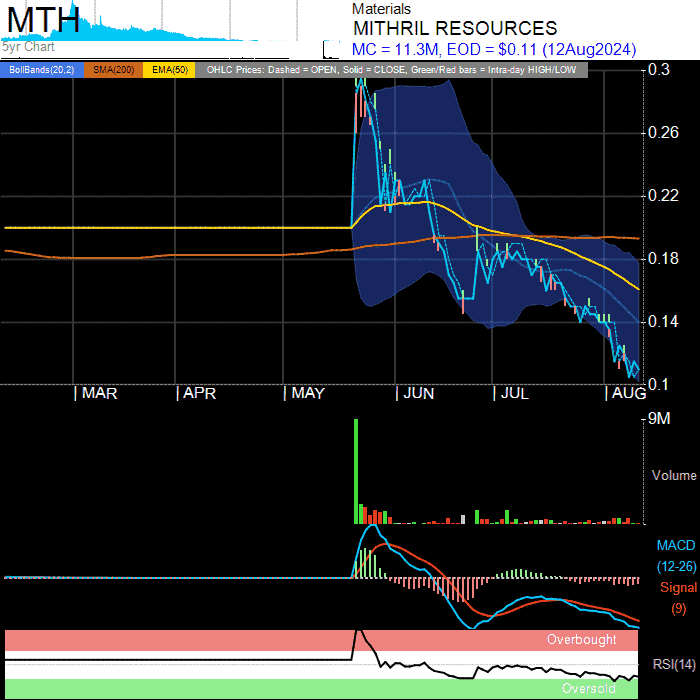 MTH
5yr Chart
Materials
MITHRIL RESOURCES
MC = 11.3M, EOD = $0.11 (12Aug2024)
BollBands(20,2) SMA(200) EMA(50) OHLC Prices: Dashed = OPEN, Solid = CLOSE, Green/Red bars = Intra-day HIGH/LOW
0.3
0.26
0.22
0.18
0.14
0.1
MAR APR MAY JUN JUL AUG
9M
Volume
MACD
(12-26)
Signal
(9)
Overbought
RSI(14)
Oversold